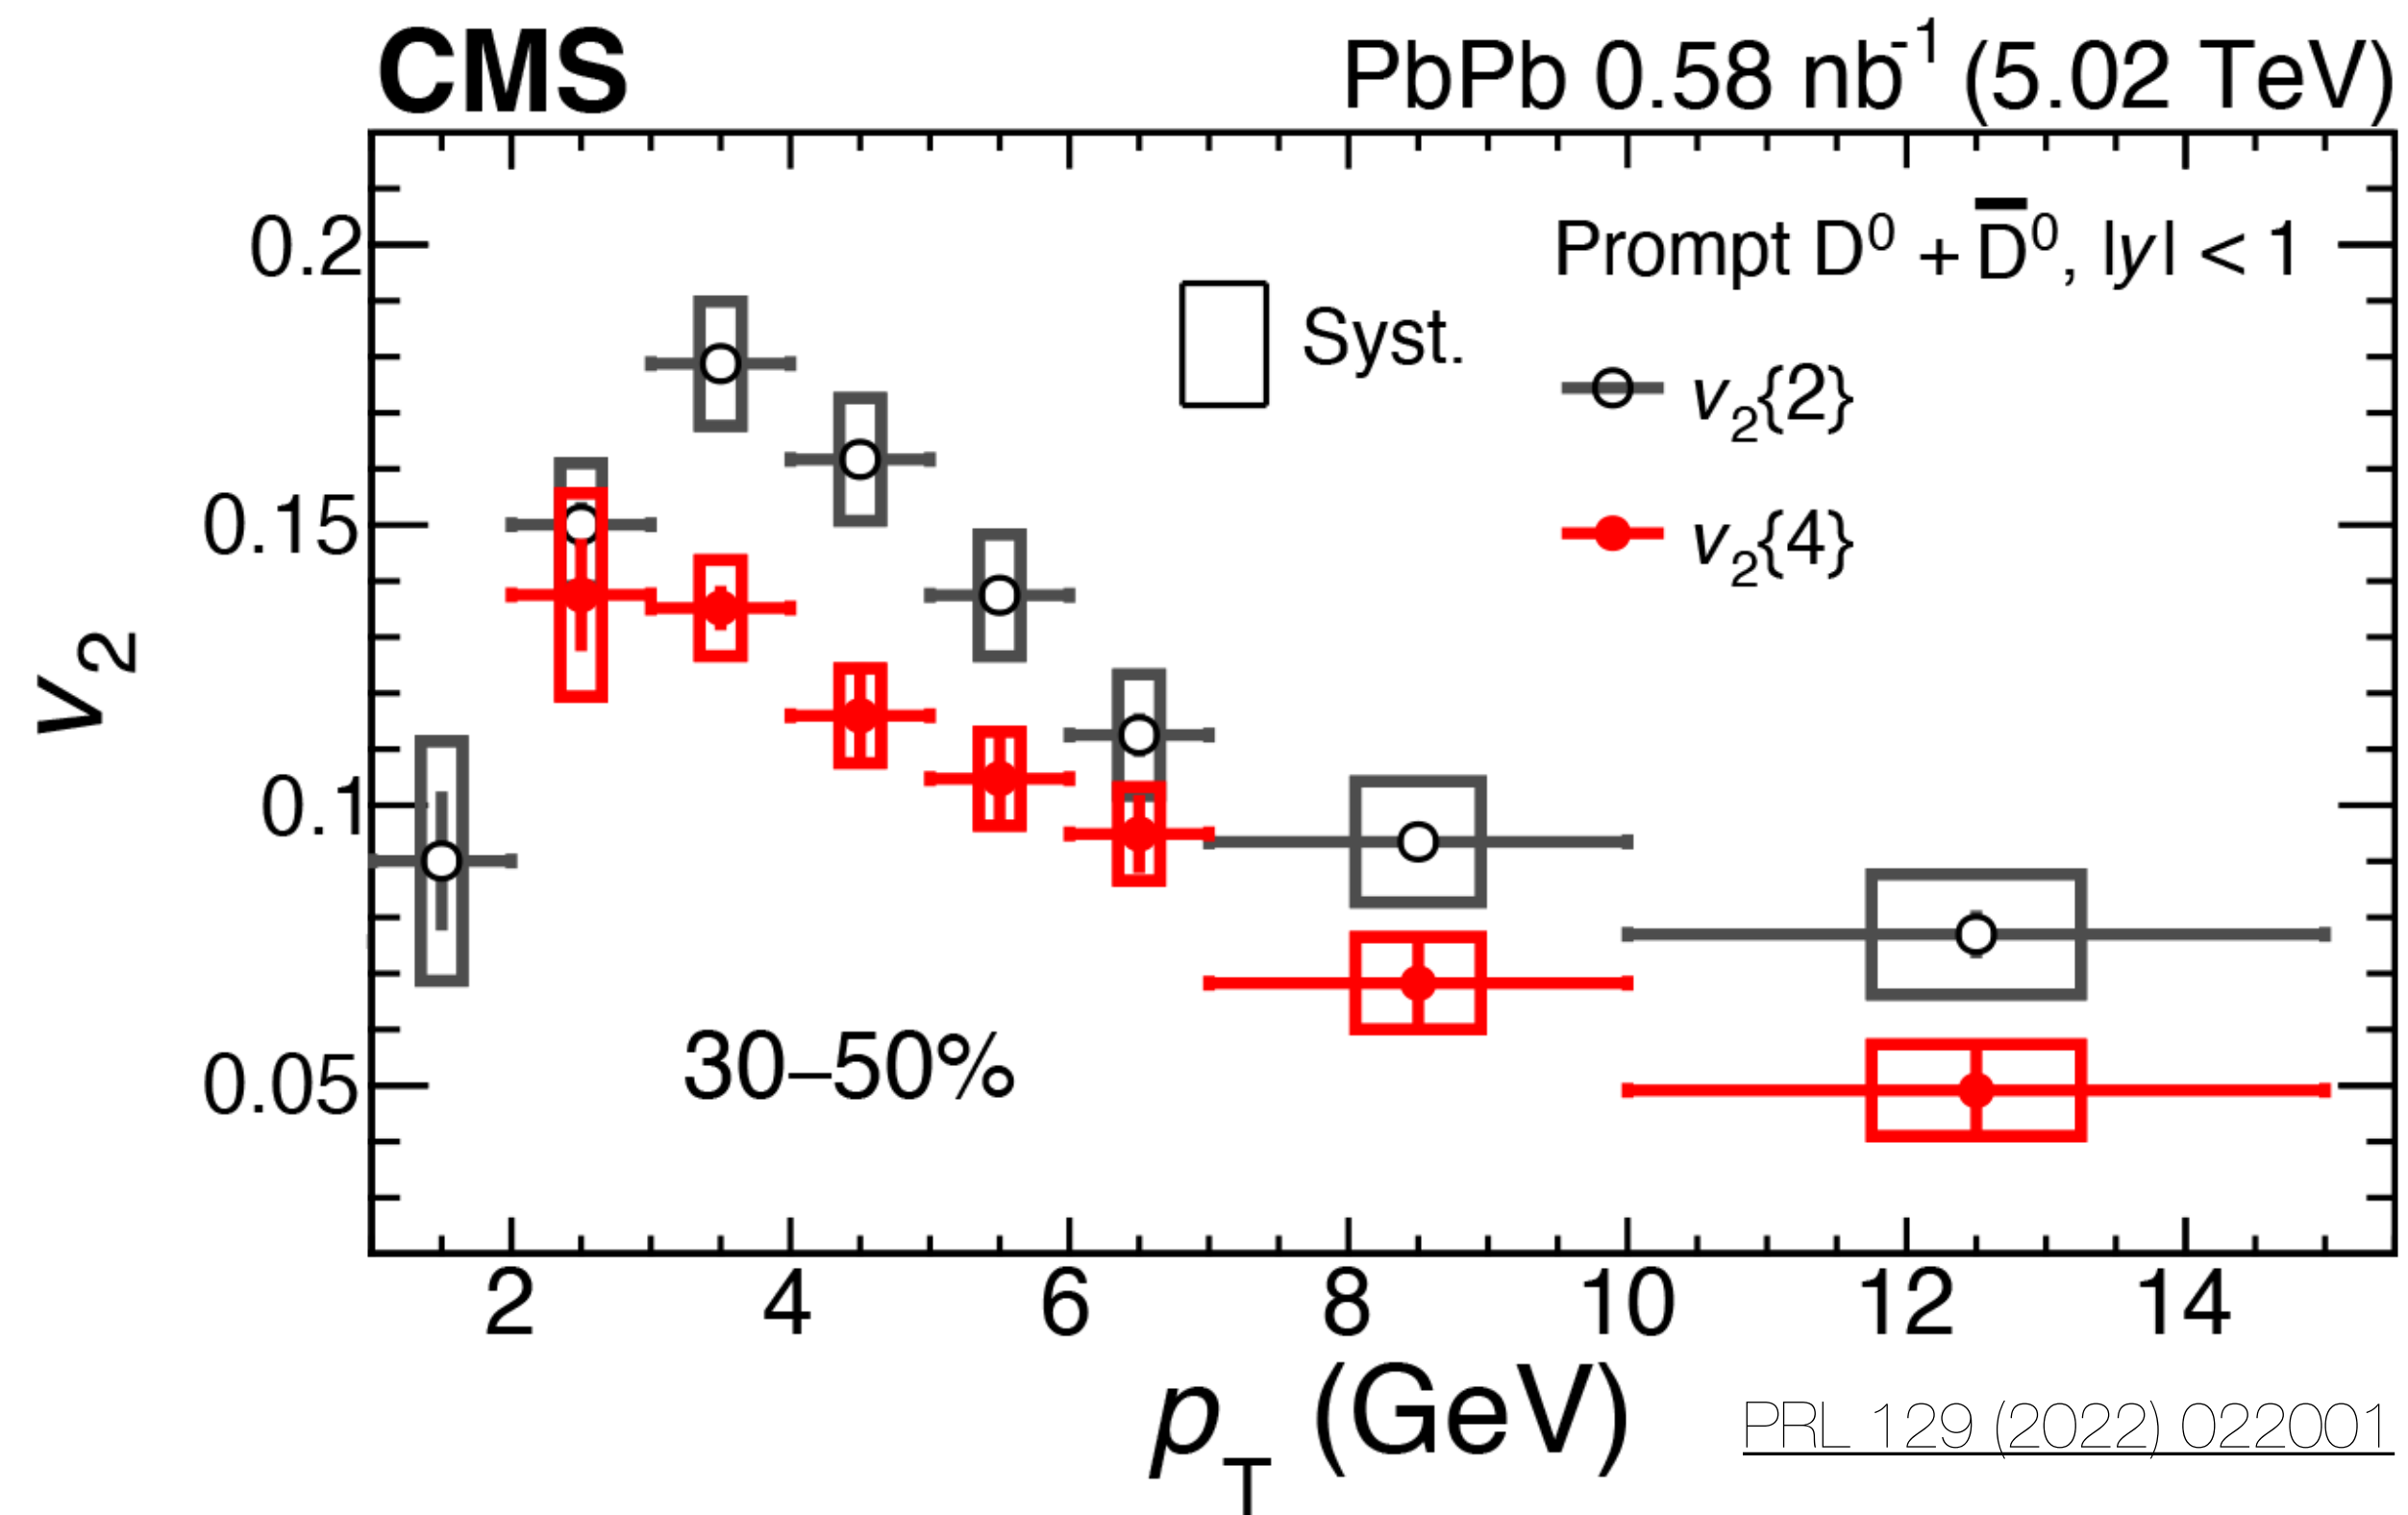 CMS
PbPb 0.58 nb⁻¹ (5.02 TeV)
Prompt D⁰ + D̅⁰, |y| < 1
Syst.
v₂{2}
v₂{4}
30–50%
v₂
0.2
0.15
0.1
0.05
2 4 6 8 10 12 14
p_T (GeV)
PRL 129 (2022) 022001